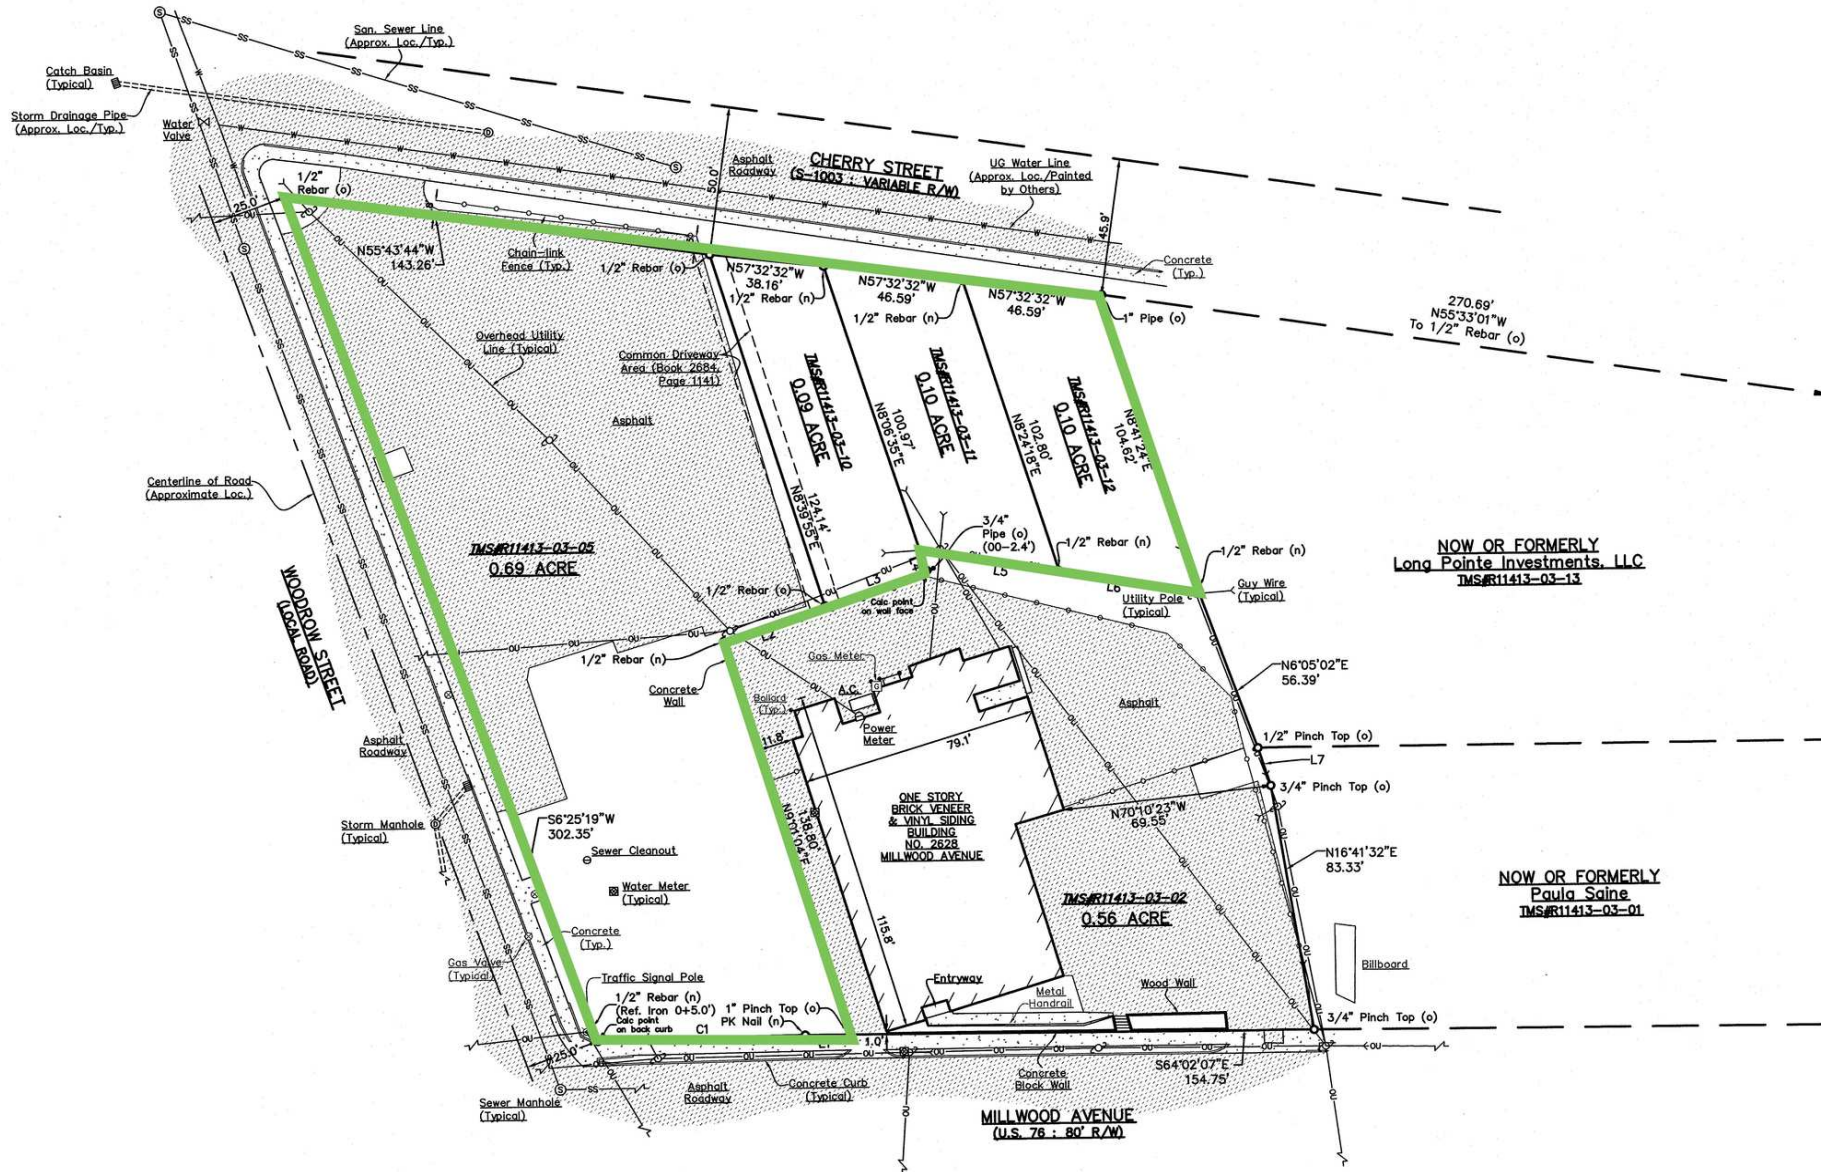 San. Sewer Line
(Approx. Loc./Typ.)
Catch Basin
(Typical)
Storm Drainage Pipe
(Approx. Loc./Typ.)
Water
Valve
1/2" Rebar (o)
25.0'
50.0'
Asphalt
Roadway
CHERRY STREET
(S-1003 : VARIABLE R/W)
UG Water Line
(Approx. Loc./Painted
by Others)
45.9'
Concrete
(Typ.)
N55°43'44"W
143.26'
Chain-link
Fence (Typ.)
1/2" Rebar (o)
N57°32'32"W
38.16'
1/2" Rebar (n)
N57°32'32"W
46.59'
1/2" Rebar (n)
N57°32'32"W
46.59'
1" Pipe (o)
270.69'
N55°33'01"W
To 1/2" Rebar (o)
Overhead Utility
Line (Typical)
Common Driveway
Area (Book 2684,
Page 1141)
Asphalt
TMS#R11413-03-10
0.09 ACRE
124.14'
N8°39'55"E
TMS#R11413-03-11
0.10 ACRE
100.97'
N8°06'35"E
TMS#R11413-03-12
0.10 ACRE
102.80'
N8°24'18"E
N8°41'24"E
104.62'
Centerline of Road
(Approximate Loc.)
TMS#R11413-03-05
0.69 ACRE
3/4"
Pipe (o)
(00-2.4')
1/2" Rebar (n)
1/2" Rebar (n)
Guy Wire
(Typical)
Utility Pole
(Typical)
L3
L5
L6
1/2" Rebar (o)
Calc point
on wall face
L2
1/2" Rebar (n)
NOW OR FORMERLY
Long Pointe Investments, LLC
TMS#R11413-03-13
WOODROW STREET
(LOCAL ROAD)
Concrete
Wall
Gas Meter
A.C.
Bollard
(Typ.)
Power
Meter
11.8'
79.1'
Asphalt
N6°05'02"E
56.39'
1/2" Pinch Top (o)
L7
3/4" Pinch Top (o)
Asphalt
Roadway
Storm Manhole
(Typical)
S6°25'19"W
302.35'
Sewer Cleanout
Water Meter
(Typical)
138.80'
N9°01'04"E
ONE STORY
BRICK VENEER
& VINYL SIDING
BUILDING
NO. 2628
MILLWOOD AVENUE
N70°10'23"W
69.55'
N16°41'32"E
83.33'
TMS#R11413-03-02
0.56 ACRE
115.8'
NOW OR FORMERLY
Paula Saine
TMS#R11413-03-01
Concrete
(Typ.)
Gas Valve
(Typical)
Traffic Signal Pole
1/2" Rebar (n)
(Ref. Iron 0+5.0')
Calc point
on back curb
1" Pinch Top (o)
PK Nail (n)
C1
Entryway
Metal
Handrail
Wood Wall
Billboard
3/4" Pinch Top (o)
25.0'
1.0'
S64°02'07"E
154.75'
Concrete
Block Wall
Concrete Curb
(Typical)
Asphalt
Roadway
Sewer Manhole
(Typical)
MILLWOOD AVENUE
(U.S. 76 : 80' R/W)